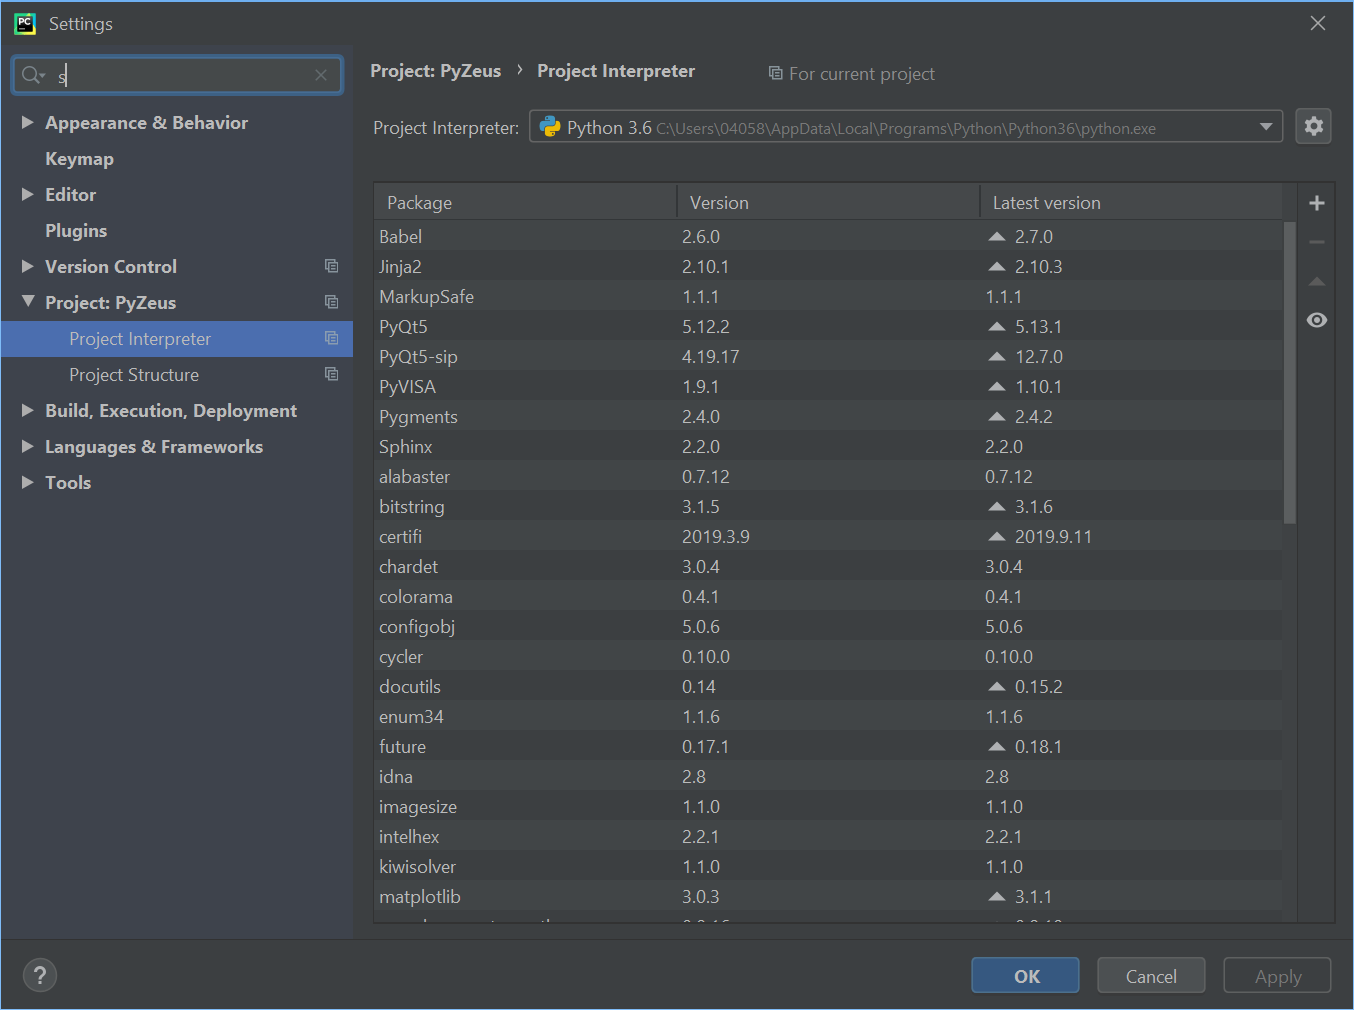 PC
Settings
s
Appearance & Behavior
Keymap
Editor
Plugins
Version Control
Project: PyZeus
Project Interpreter
Project Structure
Build, Execution, Deployment
Languages & Frameworks
Tools
Project: PyZeus › Project Interpreter For current project
Project Interpreter: Python 3.6 C:\Users\04058\AppData\Local\Programs\Python\Python36\python.exe
Package Version Latest version
Babel 2.6.0 2.7.0
Jinja2 2.10.1 2.10.3
MarkupSafe 1.1.1 1.1.1
PyQt5 5.12.2 5.13.1
PyQt5-sip 4.19.17 12.7.0
PyVISA 1.9.1 1.10.1
Pygments 2.4.0 2.4.2
Sphinx 2.2.0 2.2.0
alabaster 0.7.12 0.7.12
bitstring 3.1.5 3.1.6
certifi 2019.3.9 2019.9.11
chardet 3.0.4 3.0.4
colorama 0.4.1 0.4.1
configobj 5.0.6 5.0.6
cycler 0.10.0 0.10.0
docutils 0.14 0.15.2
enum34 1.1.6 1.1.6
future 0.17.1 0.18.1
idna 2.8 2.8
imagesize 1.1.0 1.1.0
intelhex 2.2.1 2.2.1
kiwisolver 1.1.0 1.1.0
matplotlib 3.0.3 3.1.1
? OK Cancel Apply